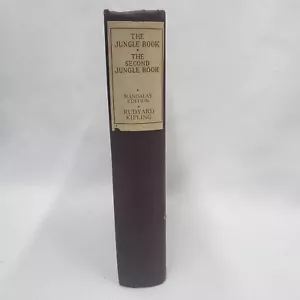 THE
JUNGLE BOOK
THE
SECOND
JUNGLE BOOK
MANDALAY
EDITION
RUDYARD
KIPLING